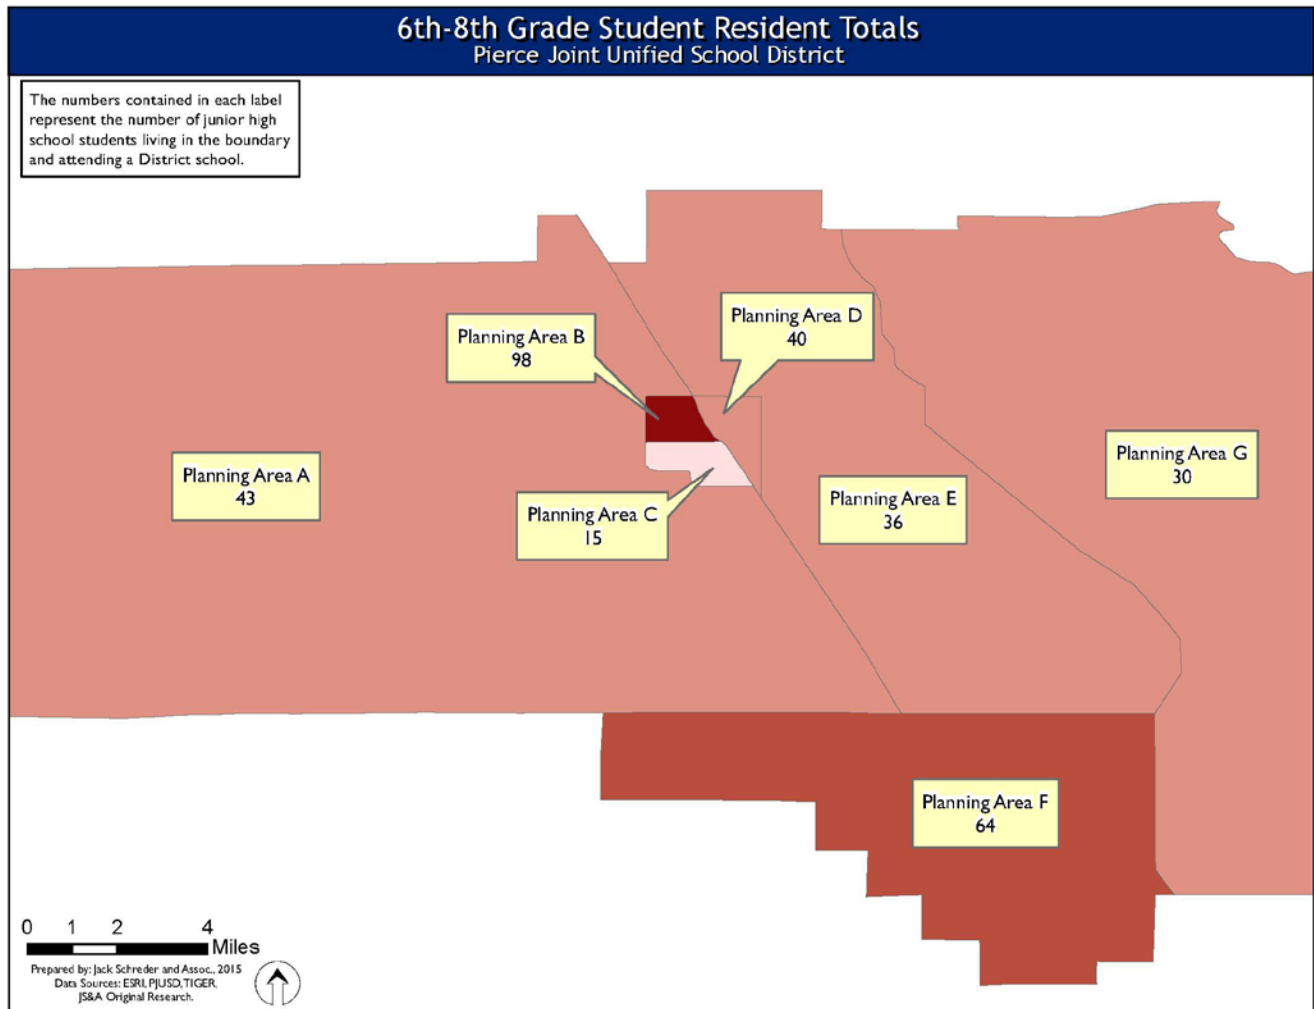 6th-8th Grade Student Resident Totals
Pierce Joint Unified School District
The numbers contained in each label
represent the number of junior high
school students living in the boundary
and attending a District school.
Planning Area D
40
Planning Area B
98
Planning Area G
30
Planning Area A
43
Planning Area E
36
Planning Area C
15
Planning Area F
64
0 1 2 4
Miles
Prepared by: Jack Schreder and Assoc., 2015
Data Sources: ESRI, PJUSD, TIGER,
JS&A Original Research.